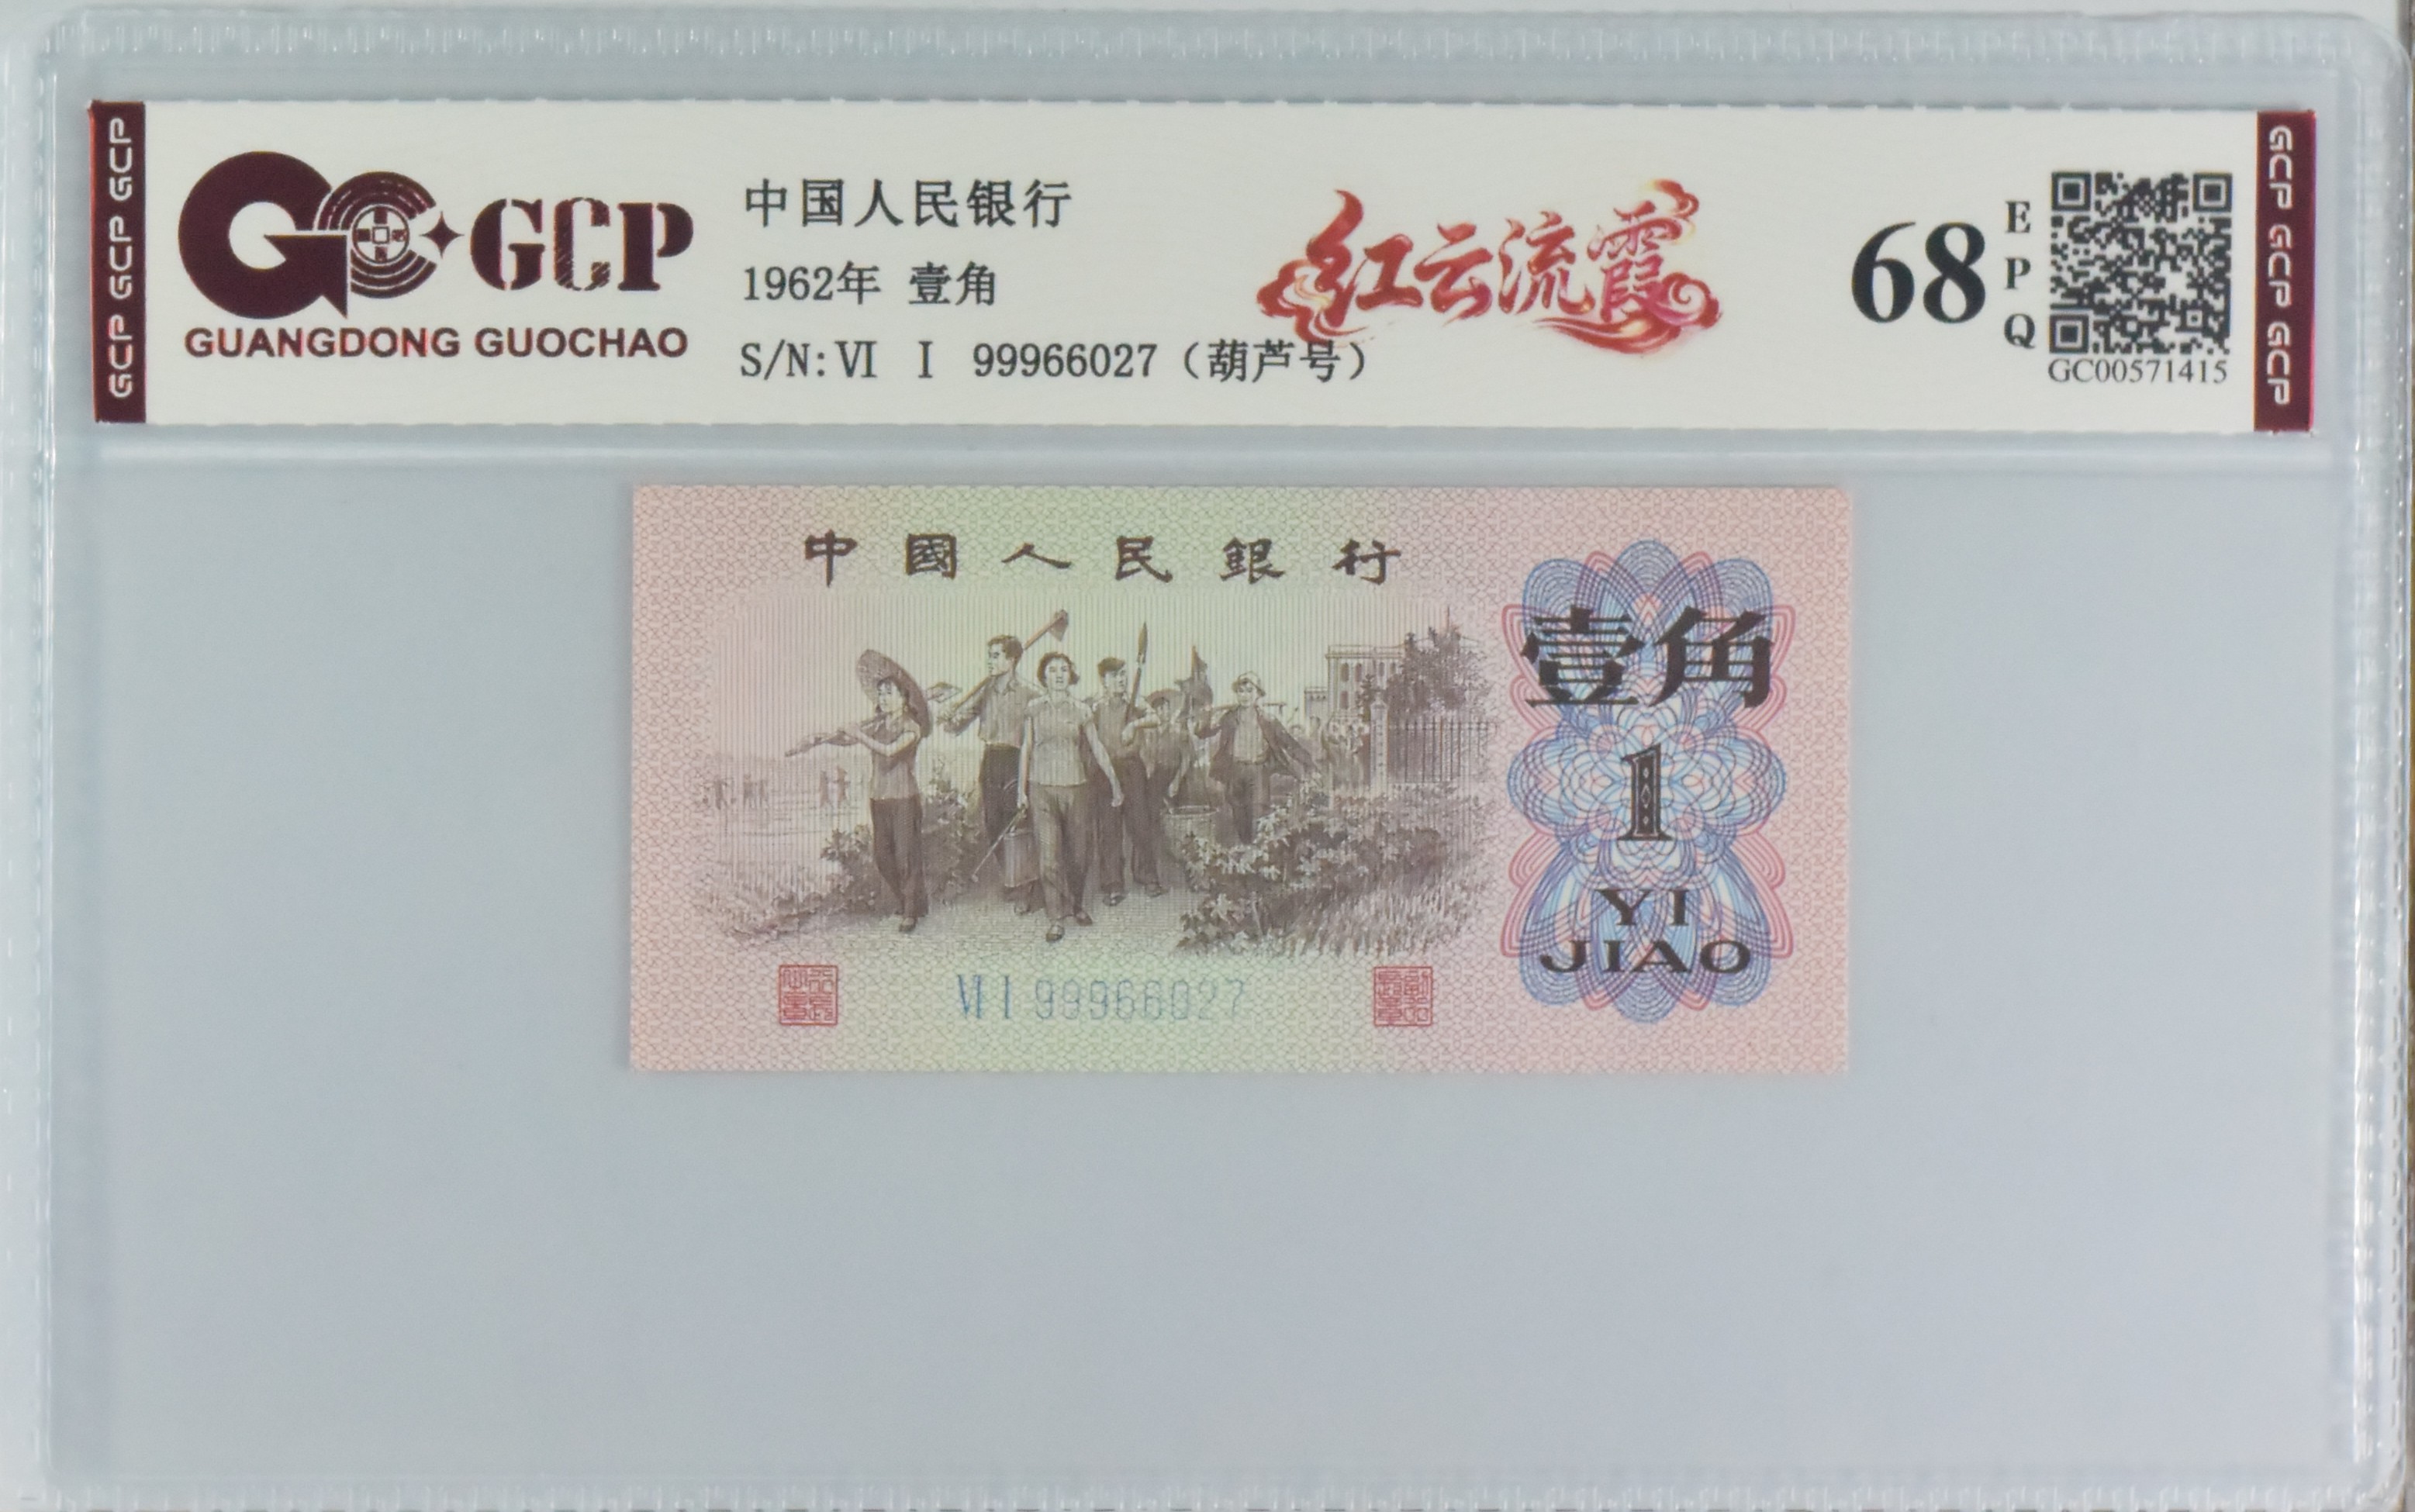 GCP GCP GCP
GCP
GUANGDONG GUOCHAO
中国人民银行
1962年 壹角
S/N:Ⅵ Ⅰ 99966027（葫芦号）
红云流霞
68
EPQ
GC00571415
GCP GCP GCP
中國人民銀行
壹角
1
YI
JIAO
Ⅵ Ⅰ 99966027